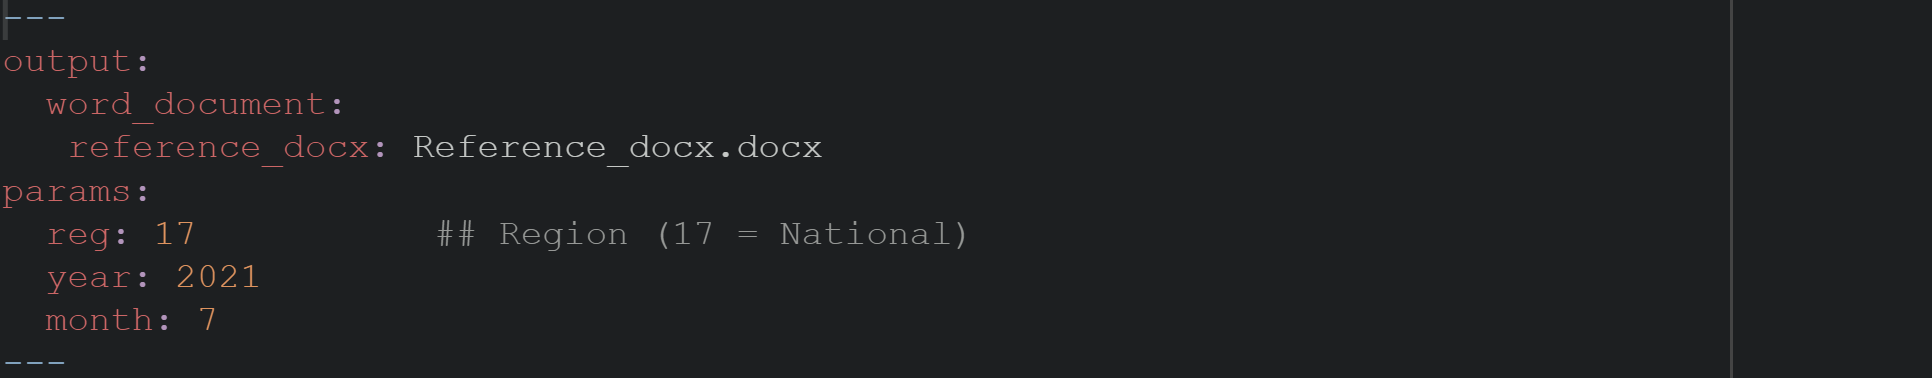 ---
output:
  word_document:
   reference_docx: Reference_docx.docx
params:
  reg: 17           ## Region (17 = National)
  year: 2021
  month: 7
---